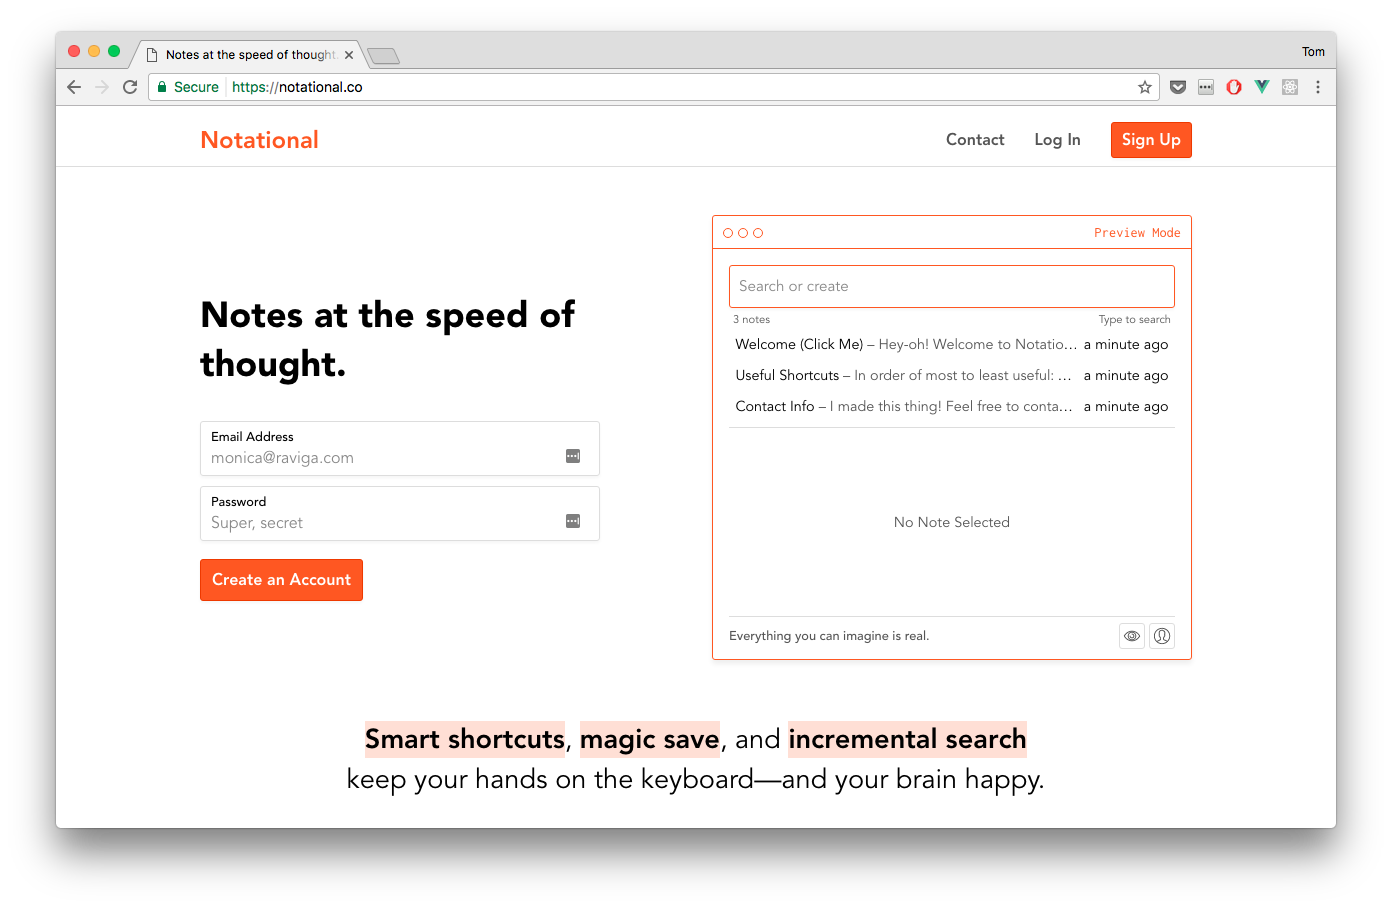 Notes at the speed of thought.
Tom
Secure
https://notational.co
Notational
Contact
Log In
Sign Up
Notes at the speed of
thought.
Email Address
monica@raviga.com
Password
Super, secret
Create an Account
Preview Mode
Search or create
3 notes
Type to search
Welcome (Click Me) – Hey-oh! Welcome to Notatio… a minute ago
Useful Shortcuts – In order of most to least useful: … a minute ago
Contact Info – I made this thing! Feel free to conta… a minute ago
No Note Selected
Everything you can imagine is real.
Smart shortcuts, magic save, and incremental search
keep your hands on the keyboard—and your brain happy.